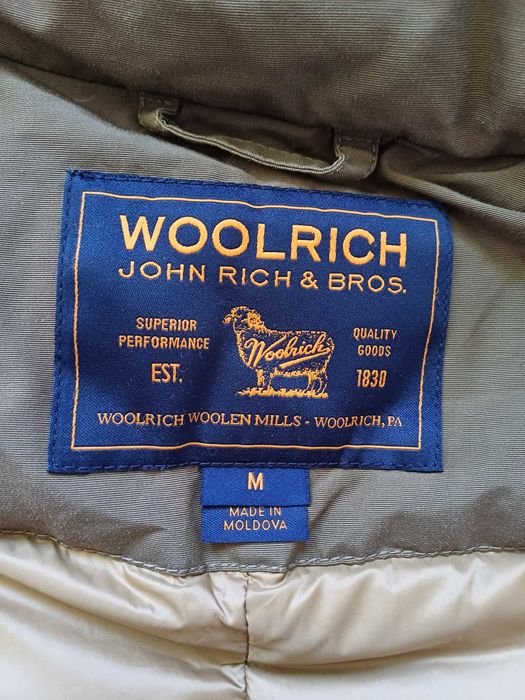 WOOLRICH
JOHN RICH & BROS.
SUPERIOR
PERFORMANCE
EST.
Woolrich
QUALITY
GOODS
1830
WOOLRICH WOOLEN MILLS - WOOLRICH, PA
M
MADE IN
MOLDOVA